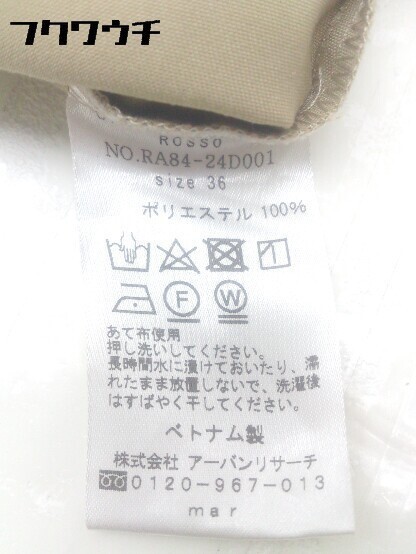 フクワウチ
ROSSO
NO.RA84-24D001
size 36
ポリエステル 100%
F W
あて布使用
押し洗いしてください。
長時間水に漬けておいたり、濡
れたまま放置しないで、洗濯後
はすばやく干してください。
ベトナム製
株式会社 アーバンリサーチ
0120-967-013
mar